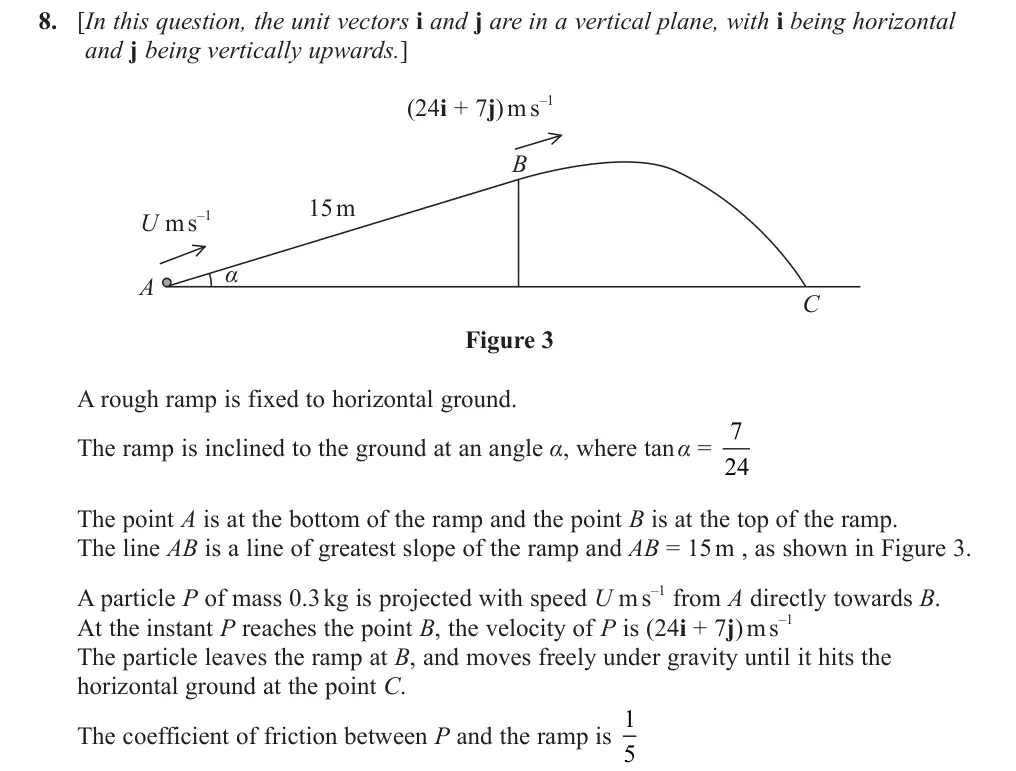 8. [In this question, the unit vectors i and j are in a vertical plane, with i being horizontal
and j being vertically upwards.]
(24i + 7j) m s⁻¹
B
15 m
U m s⁻¹
A
α
C
Figure 3
A rough ramp is fixed to horizontal ground.
The ramp is inclined to the ground at an angle α, where tan α = 7/24
The point A is at the bottom of the ramp and the point B is at the top of the ramp.
The line AB is a line of greatest slope of the ramp and AB = 15 m , as shown in Figure 3.
A particle P of mass 0.3 kg is projected with speed U m s⁻¹ from A directly towards B.
At the instant P reaches the point B, the velocity of P is (24i + 7j) m s⁻¹
The particle leaves the ramp at B, and moves freely under gravity until it hits the
horizontal ground at the point C.
The coefficient of friction between P and the ramp is 1/5